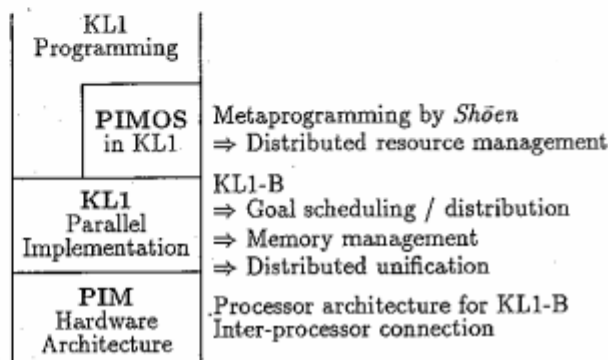 KL1
Programming
PIMOS
in KL1
Metaprogramming by Shōen
⇒ Distributed resource management
KL1
Parallel
Implementation
KL1-B
⇒ Goal scheduling / distribution
⇒ Memory management
⇒ Distributed unification
PIM
Hardware
Architecture
Processor architecture for KL1-B
Inter-processor connection